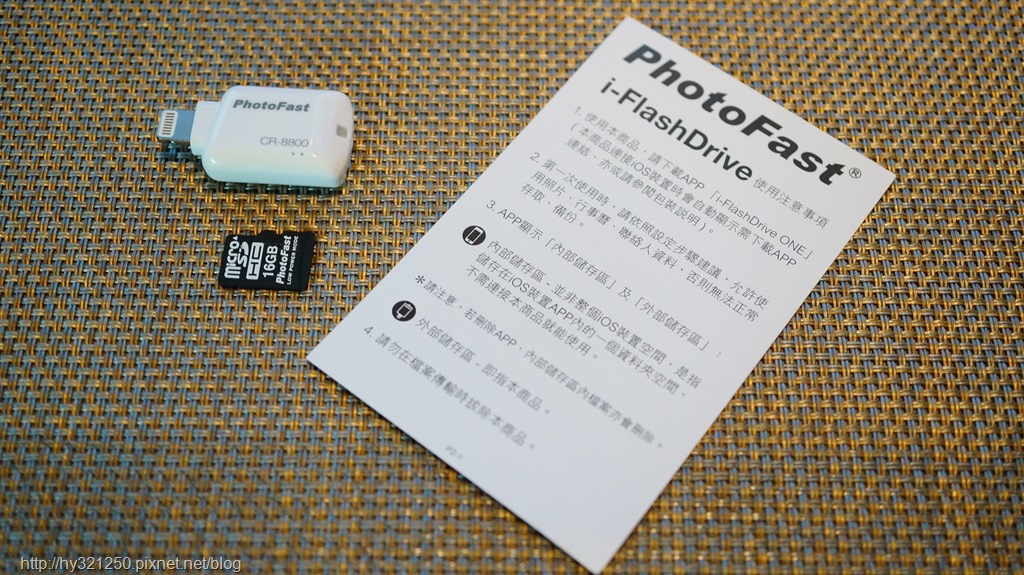 PhotoFast
CR-8800
micro SD HC
16GB
PhotoFast
LOW POWER MODE
PhotoFast®
i-FlashDrive 使用注意事項
1. 使用本商品，請下載APP「i-FlashDrive ONE」
（本商品連接iOS裝置時會自動顯示需下載APP
連結，亦或請參閱包裝說明）。
2. 第一次使用時，請依照設定步驟建議，允許使
用照片、行事曆、聯絡人資料，否則無法正常
存取、備份。
3. APP顯示「內部儲存區」及「外部儲存區」：
內部儲存區，並非整個iOS裝置空間，是指
儲存在iOS裝置APP內的一個資料夾空間，
不需連接本商品就能使用。
＊請注意，若刪除APP，內部儲存區內檔案亦會刪除。
外部儲存區，即指本商品。
4. 請勿在檔案傳輸時拔除本商品。
http://hy321250.pixnet.net/blog